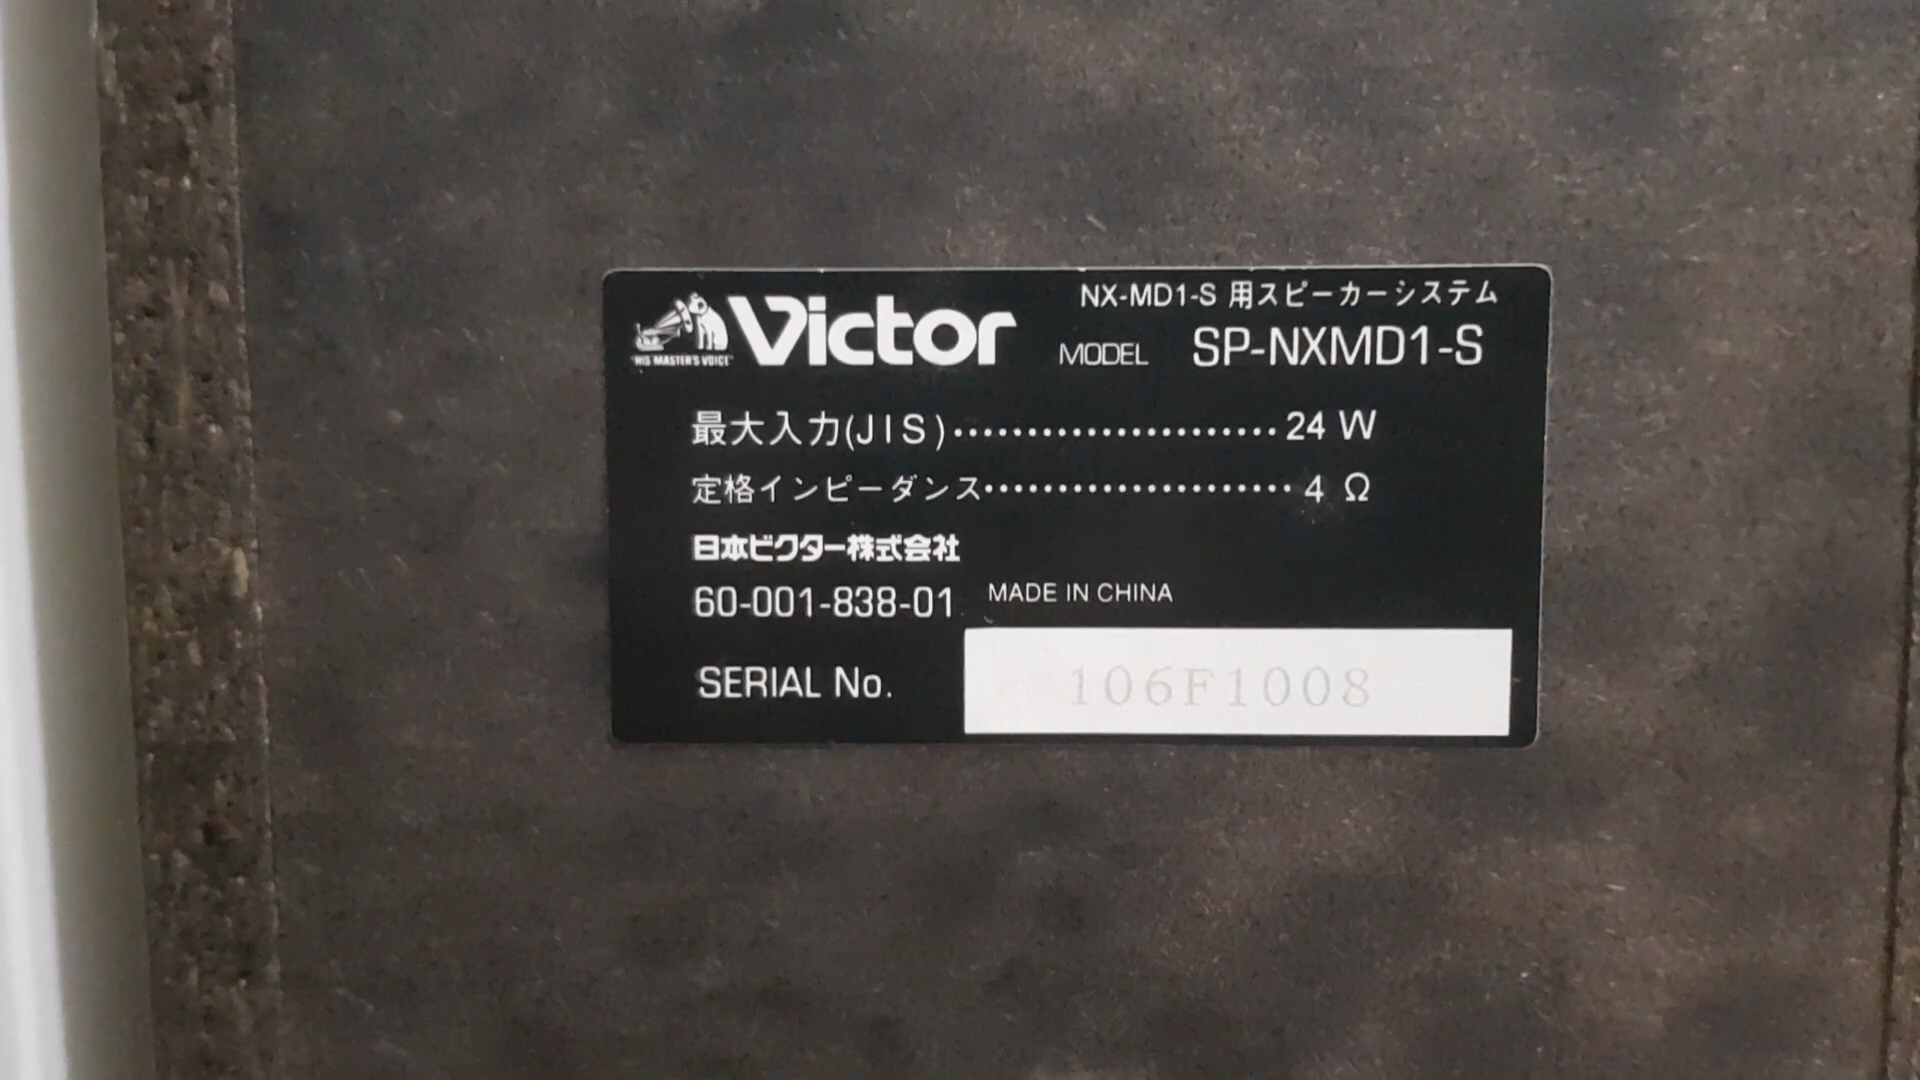 NX-MD1-S 用スピーカーシステム
HIS MASTER'S VOICE
Victor
MODEL SP-NXMD1-S
最大入力(JIS)······················24 W
定格インピーダンス·····················4 Ω
日本ビクター株式会社
60-001-838-01
MADE IN CHINA
SERIAL No. 106F1008